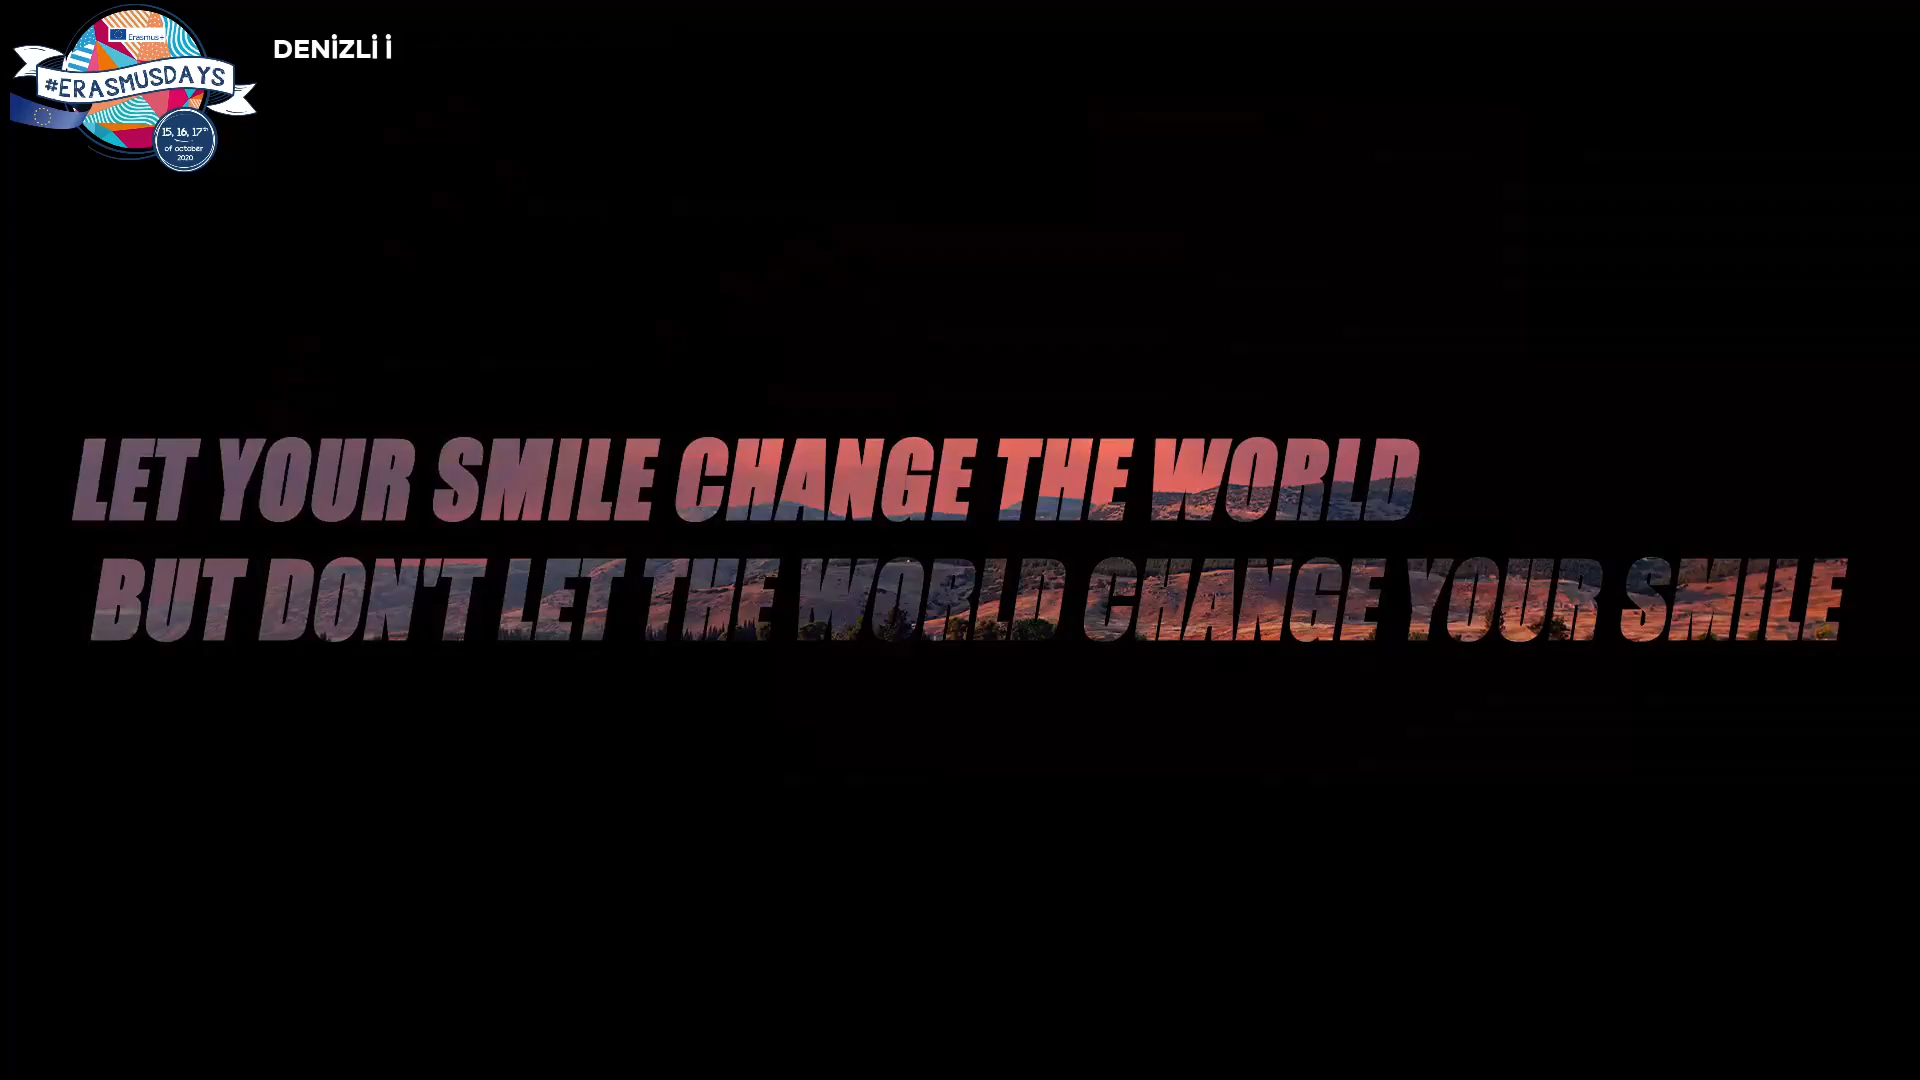 Erasmus+
#ERASMUSDAYS
15, 16, 17th
of october
2020
DENİZLİ İ
LET YOUR SMILE CHANGE THE WORLD
BUT DON'T LET THE WORLD CHANGE YOUR SMILE